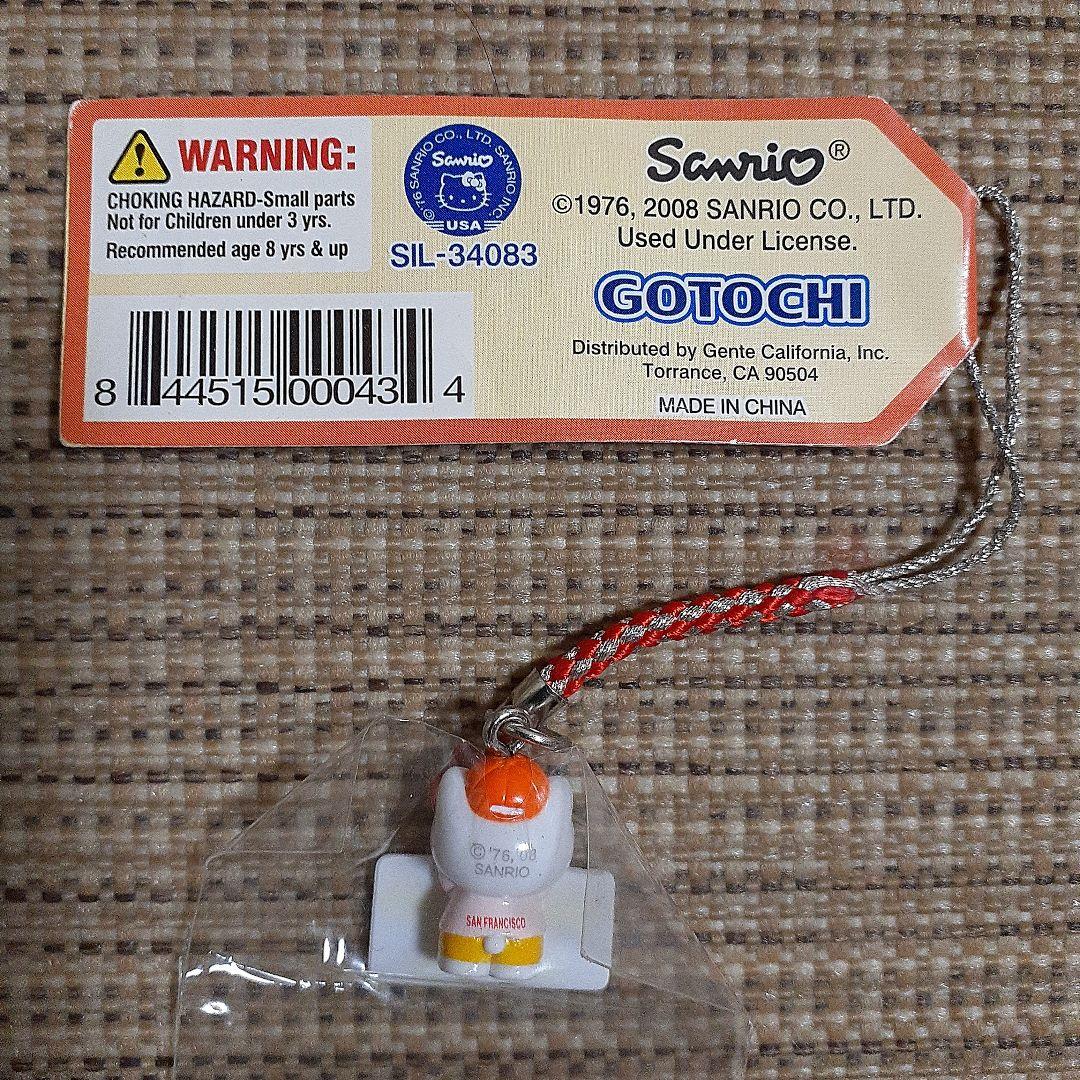 WARNING:
CHOKING HAZARD-Small parts
Not for Children under 3 yrs.
Recommended age 8 yrs & up
©'76 SANRIO CO., LTD. SANRIO INC.
Sanrio
USA
SIL-34083
Sanrio®
©1976, 2008 SANRIO CO., LTD.
Used Under License.
GOTOCHI
Distributed by Gente California, Inc.
Torrance, CA 90504
MADE IN CHINA
8 44515 00043 4
© '76, '08
SANRIO
SAN FRANCISCO